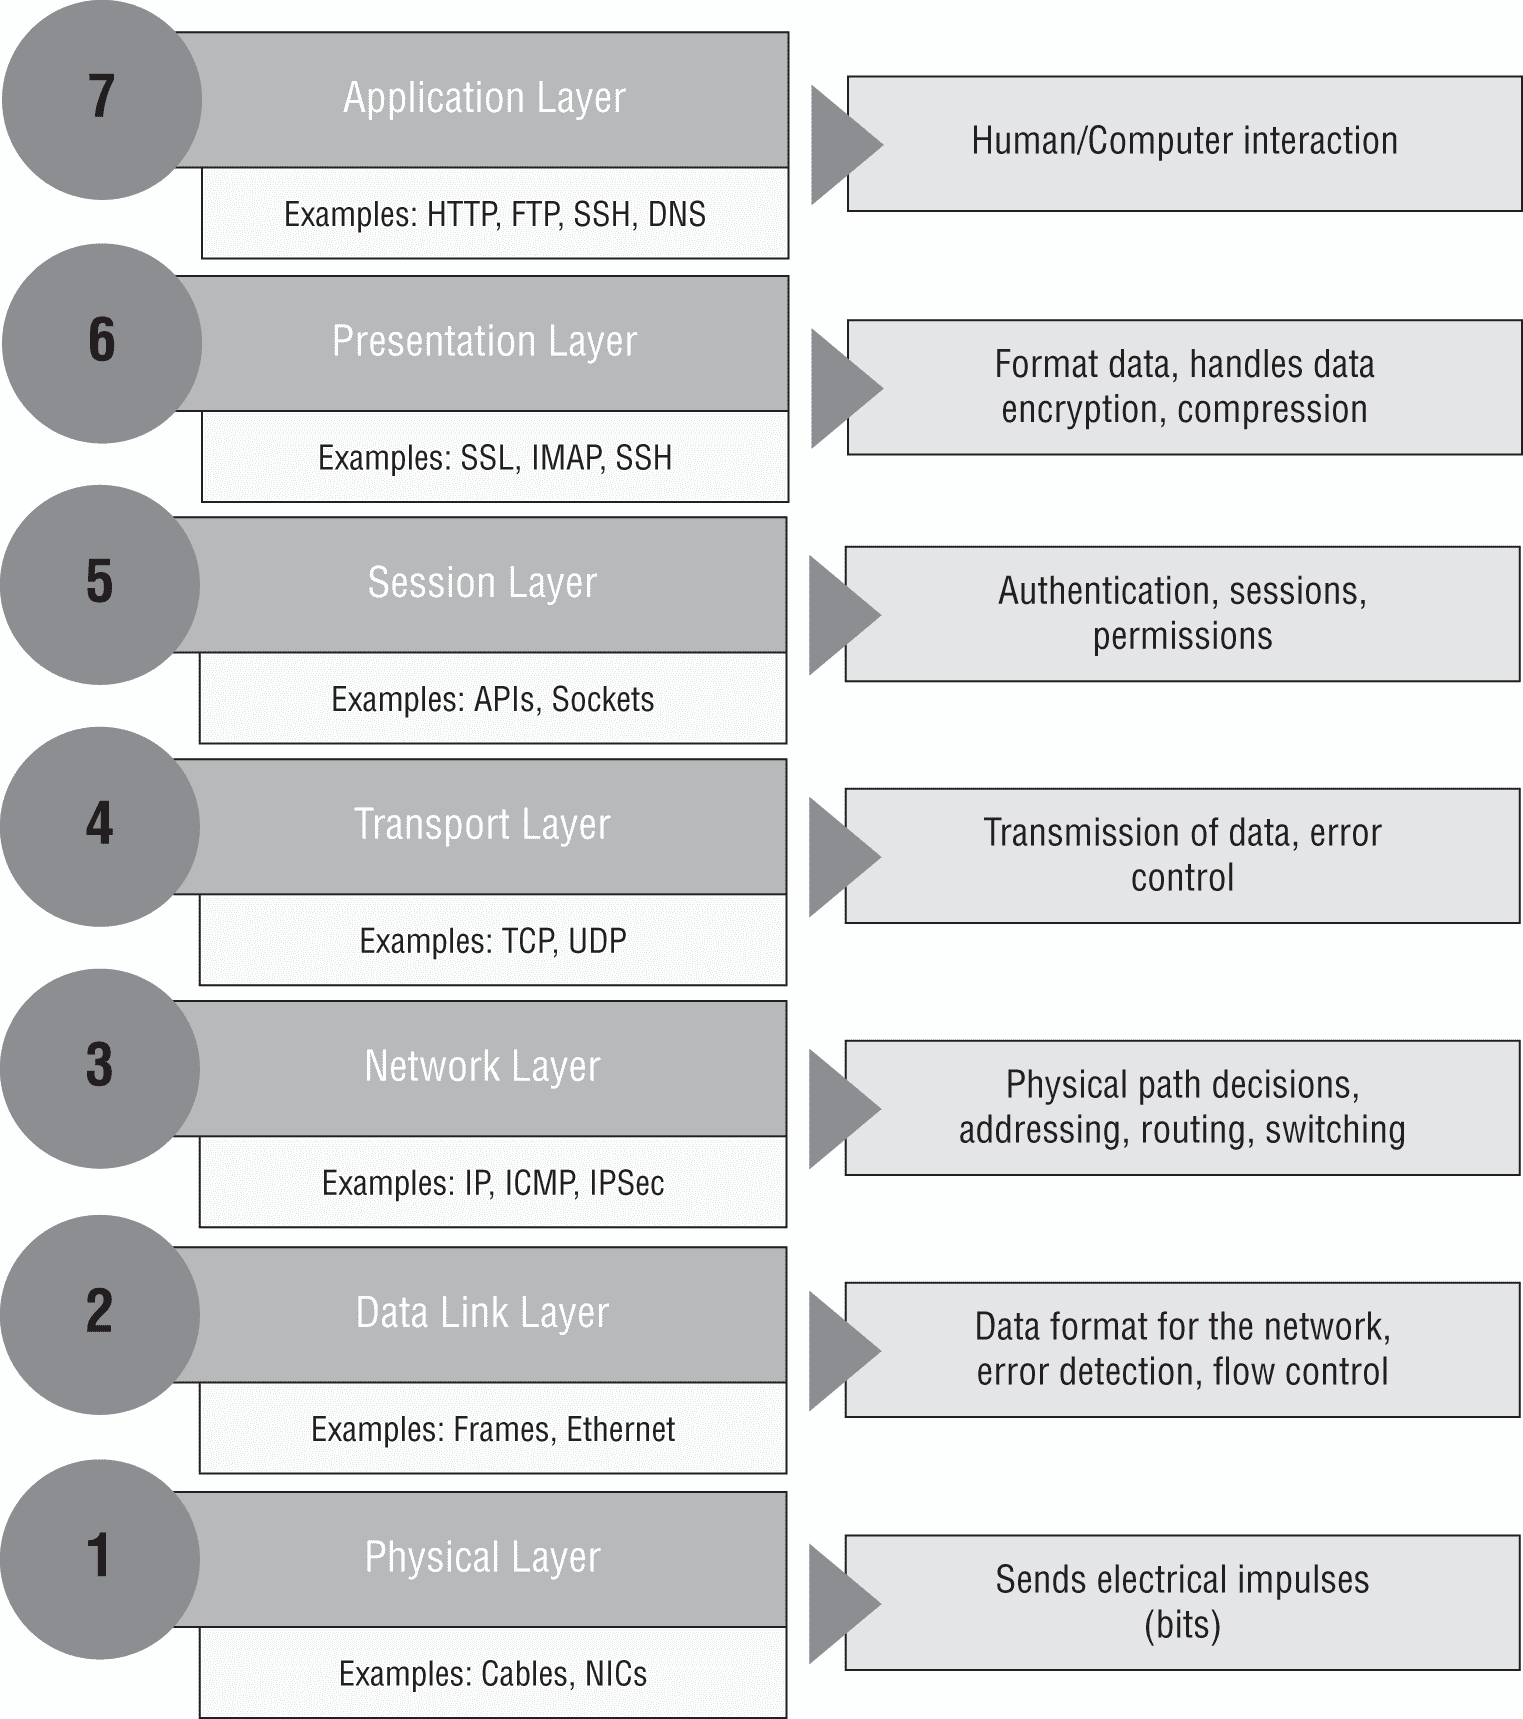 7
Application Layer
Human/Computer interaction
Examples: HTTP, FTP, SSH, DNS
6
Presentation Layer
Format data, handles data
encryption, compression
Examples: SSL, IMAP, SSH
5
Session Layer
Authentication, sessions,
permissions
Examples: APIs, Sockets
4
Transport Layer
Transmission of data, error
control
Examples: TCP, UDP
3
Network Layer
Physical path decisions,
addressing, routing, switching
Examples: IP, ICMP, IPSec
2
Data Link Layer
Data format for the network,
error detection, flow control
Examples: Frames, Ethernet
1
Physical Layer
Sends electrical impulses
(bits)
Examples: Cables, NICs